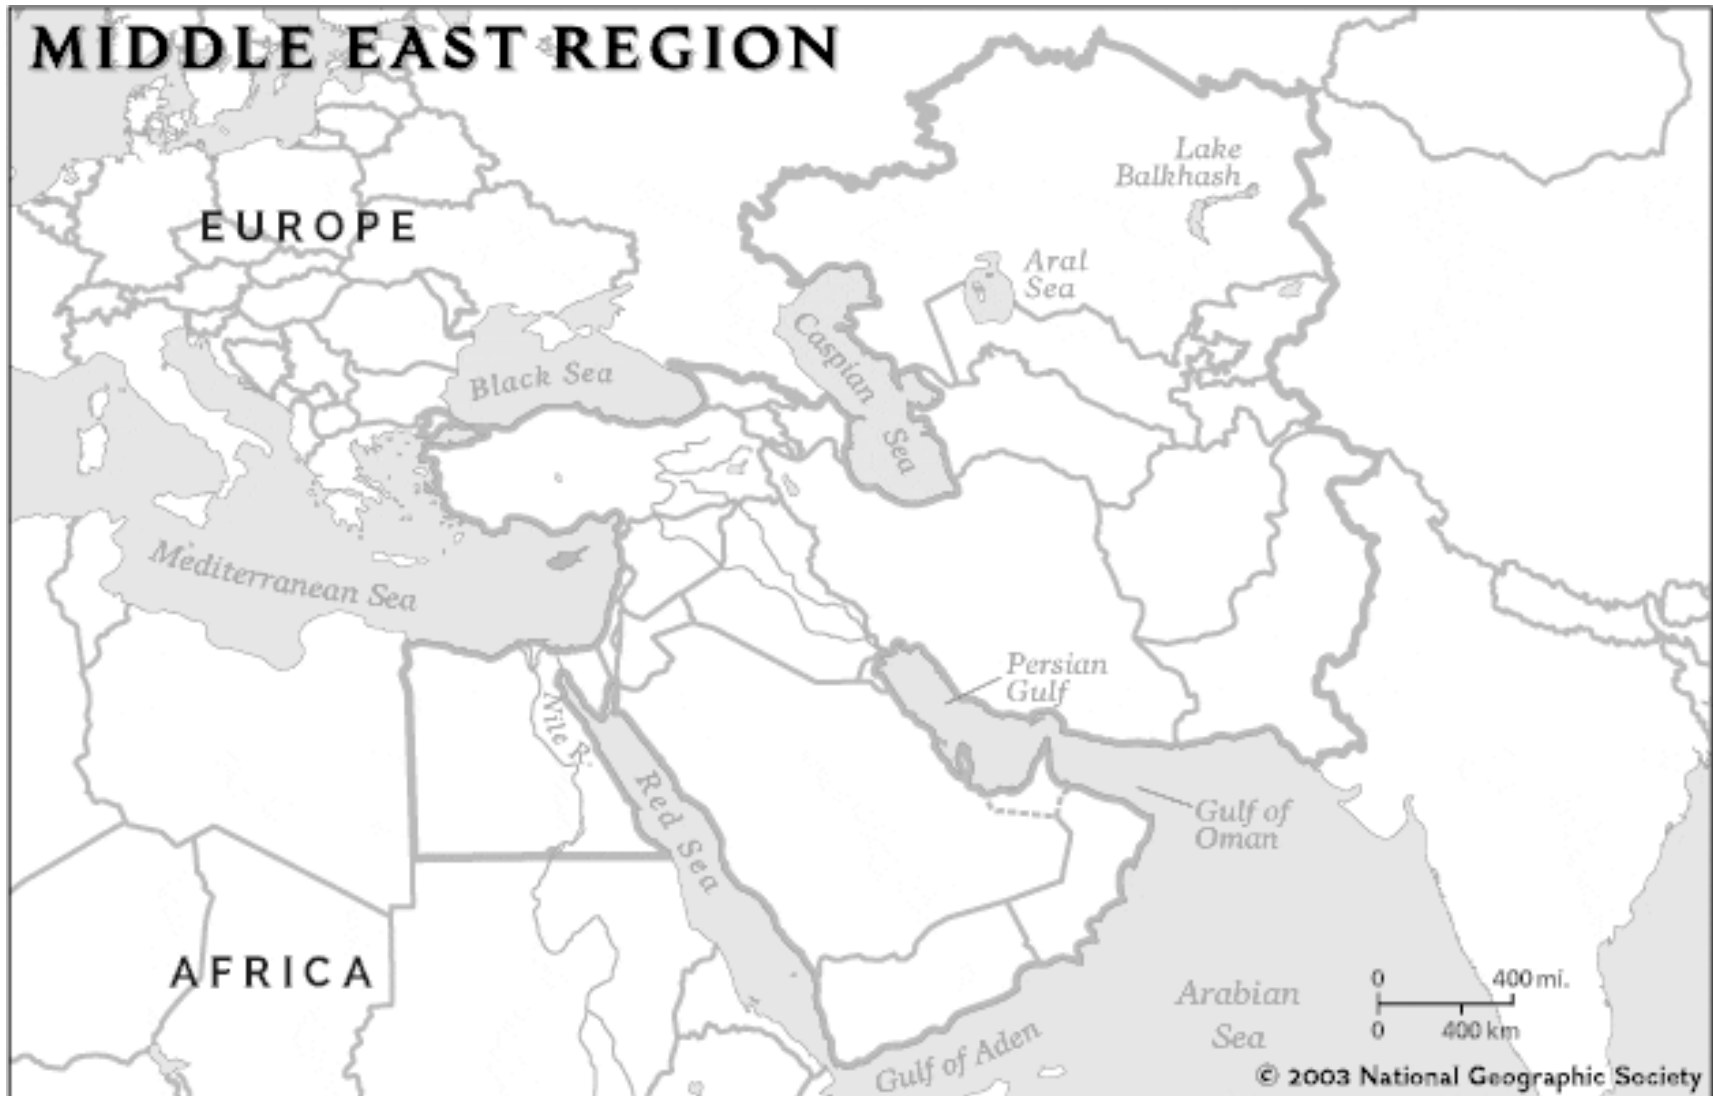 MIDDLE EAST REGION
Lake
Balkhash
EUROPE
Aral
Sea
Caspian
Sea
Black Sea
Mediterranean Sea
Persian
Gulf
Nile R.
Red Sea
Gulf of
Oman
AFRICA
0 400 mi.
0 400 km
Arabian
Sea
Gulf of Aden
© 2003 National Geographic Society